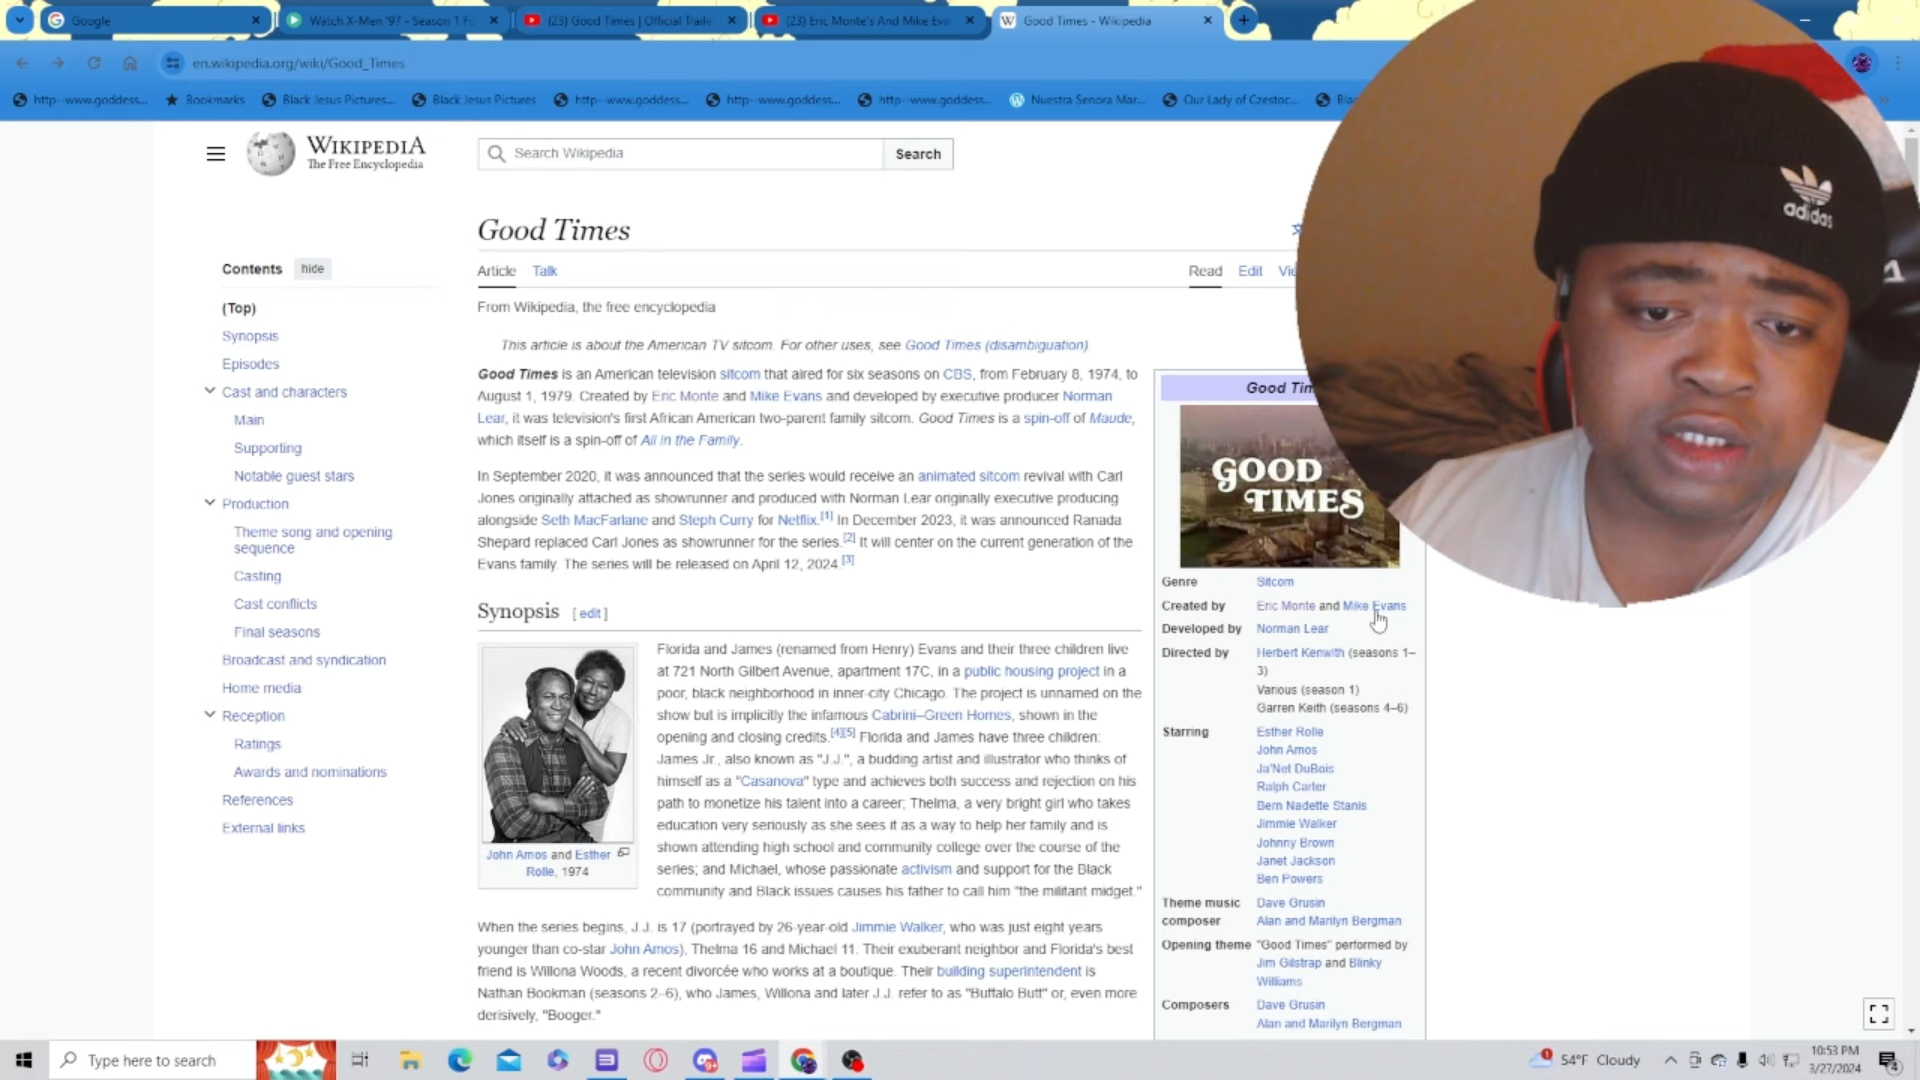 Google
Watch X-Men '97 - Season 1 Fo
(23) Good Times | Official Traile
(23) Eric Monte's And Mike Eva
Good Times - Wikipedia
en.wikipedia.org/wiki/Good_Times
http--www.goddess...
Bookmarks
Black Jesus Pictures...
Black Jesus Pictures
http--www.goddess...
http--www.goddess...
http--www.goddess...
Nuestra Senora Mar...
Our Lady of Czestoc...
WIKIPEDIA
The Free Encyclopedia
Search Wikipedia
Search
adidas
Good Times
Contents hide
Article Talk
Read Edit
(Top)
Synopsis
Episodes
Cast and characters
Main
Supporting
Notable guest stars
Production
Theme song and opening
sequence
Casting
Cast conflicts
Final seasons
Broadcast and syndication
Home media
Reception
Ratings
Awards and nominations
References
External links
From Wikipedia, the free encyclopedia
This article is about the American TV sitcom. For other uses, see Good Times (disambiguation).
Good Times is an American television sitcom that aired for six seasons on CBS, from February 8, 1974, to
August 1, 1979. Created by Eric Monte and Mike Evans and developed by executive producer Norman
Lear, it was television's first African American two-parent family sitcom. Good Times is a spin-off of Maude,
which itself is a spin-off of All in the Family.
In September 2020, it was announced that the series would receive an animated sitcom revival with Carl
Jones originally attached as showrunner and produced with Norman Lear originally executive producing
alongside Seth MacFarlane and Steph Curry for Netflix.[1] In December 2023, it was announced Ranada
Shepard replaced Carl Jones as showrunner for the series.[2] It will center on the current generation of the
Evans family. The series will be released on April 12, 2024.[3]
Synopsis [ edit ]
John Amos and Esther
Rolle, 1974
Florida and James (renamed from Henry) Evans and their three children live
at 721 North Gilbert Avenue, apartment 17C, in a public housing project in a
poor, black neighborhood in inner-city Chicago. The project is unnamed on the
show but is implicitly the infamous Cabrini–Green Homes, shown in the
opening and closing credits.[4][5] Florida and James have three children:
James Jr., also known as "J.J.", a budding artist and illustrator who thinks of
himself as a "Casanova" type and achieves both success and rejection on his
path to monetize his talent into a career; Thelma, a very bright girl who takes
education very seriously as she sees it as a way to help her family and is
shown attending high school and community college over the course of the
series; and Michael, whose passionate activism and support for the Black
community and Black issues causes his father to call him "the militant midget."
When the series begins, J.J. is 17 (portrayed by 26-year-old Jimmie Walker, who was just eight years
younger than co-star John Amos), Thelma 16 and Michael 11. Their exuberant neighbor and Florida's best
friend is Willona Woods, a recent divorcée who works at a boutique. Their building superintendent is
Nathan Bookman (seasons 2–6), who James, Willona and later J.J. refer to as "Buffalo Butt" or, even more
derisively, "Booger."
Good Tim
GOOD
TIMES
Genre Sitcom
Created by Eric Monte and Mike Evans
Developed by Norman Lear
Directed by Herbert Kenwith (seasons 1–
3)
Various (season 1)
Garren Keith (seasons 4–6)
Starring Esther Rolle
John Amos
Ja'Net DuBois
Ralph Carter
Bern Nadette Stanis
Jimmie Walker
Johnny Brown
Janet Jackson
Ben Powers
Theme music composer Dave Grusin
Alan and Marilyn Bergman
Opening theme "Good Times" performed by
Jim Gilstrap and Blinky
Williams
Composers Dave Grusin
Alan and Marilyn Bergman
Type here to search
54°F Cloudy
10:53 PM
3/27/2024